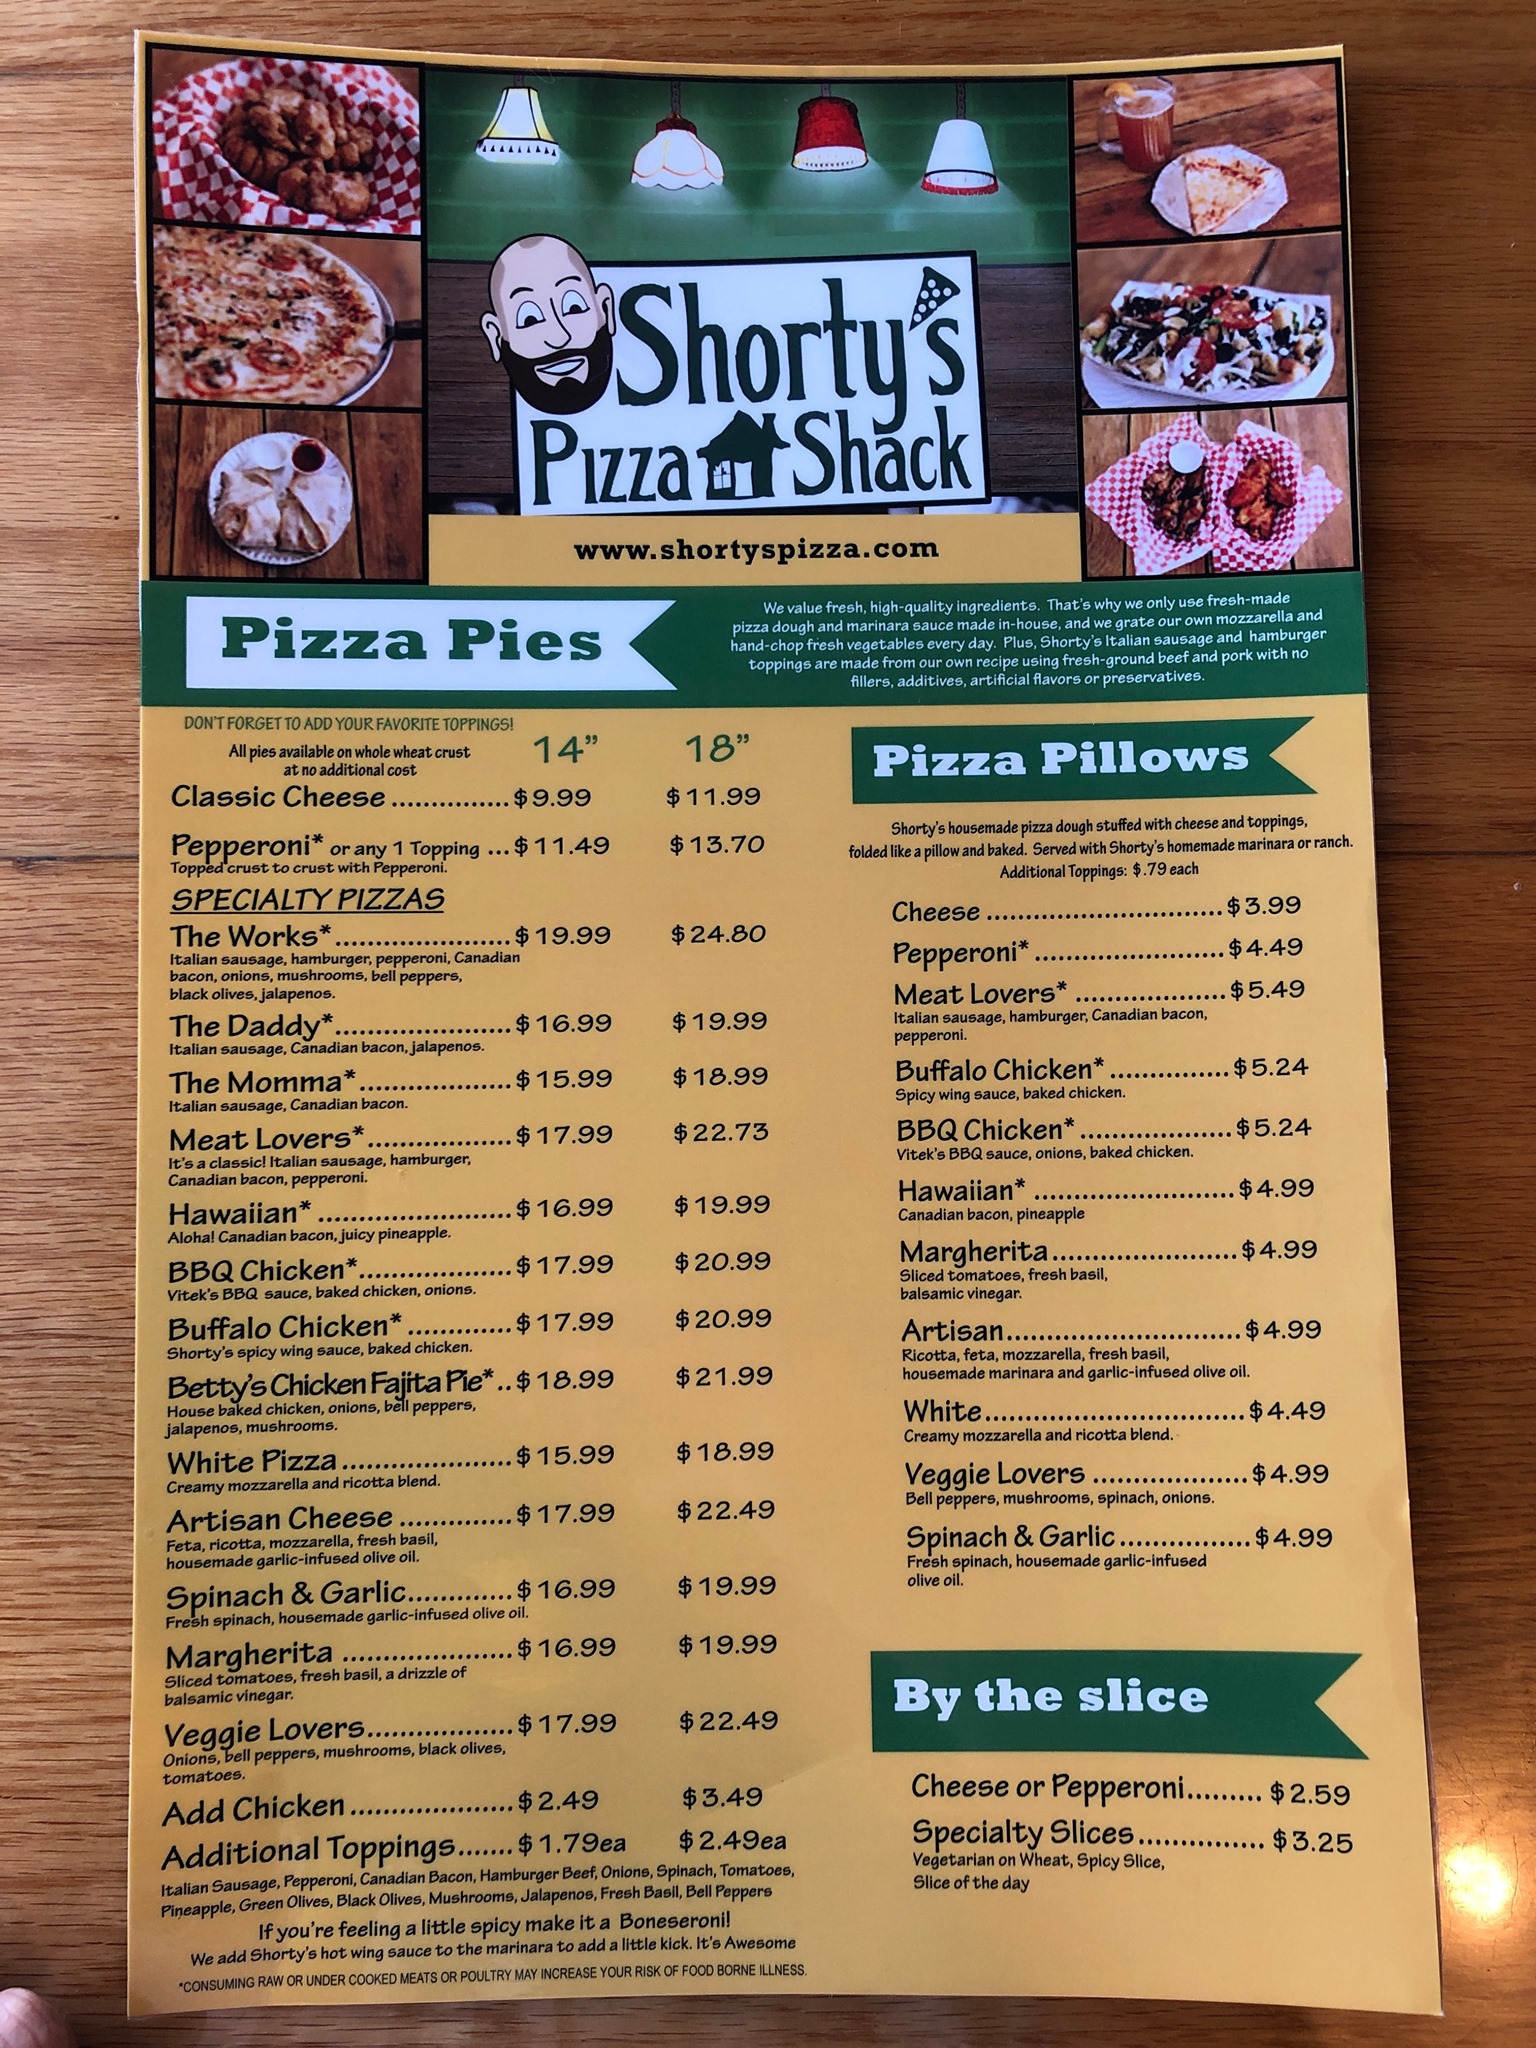 Shorty's
Pizza Shack
www.shortyspizza.com
Pizza Pies
We value fresh, high-quality ingredients. That's why we only use fresh-made
pizza dough and marinara sauce made in-house, and we grate our own mozzarella and
hand-chop fresh vegetables every day. Plus, Shorty's Italian sausage and hamburger
toppings are made from our own recipe using fresh-ground beef and pork with no
fillers, additives, artificial flavors or preservatives.
DON'T FORGET TO ADD YOUR FAVORITE TOPPINGS!
All pies available on whole wheat crust
at no additional cost
14” 18”
Classic Cheese ............... $9.99 $11.99
Pepperoni* or any 1 Topping ... $11.49 $13.70
Topped crust to crust with Pepperoni.
SPECIALTY PIZZAS
The Works* ...................... $19.99 $24.80
Italian sausage, hamburger, pepperoni, Canadian
bacon, onions, mushrooms, bell peppers,
black olives, jalapenos.
The Daddy* ...................... $16.99 $19.99
Italian sausage, Canadian bacon, jalapenos.
The Momma* ................... $15.99 $18.99
Italian sausage, Canadian bacon.
Meat Lovers* .................. $17.99 $22.73
It's a classic! Italian sausage, hamburger,
Canadian bacon, pepperoni.
Hawaiian* ........................ $16.99 $19.99
Aloha! Canadian bacon, juicy pineapple.
BBQ Chicken* ................... $17.99 $20.99
Vitek's BBQ sauce, baked chicken, onions.
Buffalo Chicken* ............. $17.99 $20.99
Shorty's spicy wing sauce, baked chicken.
Betty's Chicken Fajita Pie* .. $18.99 $21.99
House baked chicken, onions, bell peppers,
jalapenos, mushrooms.
White Pizza ..................... $15.99 $18.99
Creamy mozzarella and ricotta blend.
Artisan Cheese .............. $17.99 $22.49
Feta, ricotta, mozzarella, fresh basil,
housemade garlic-infused olive oil.
Spinach & Garlic ............. $16.99 $19.99
Fresh spinach, housemade garlic-infused olive oil.
Margherita ..................... $16.99 $19.99
Sliced tomatoes, fresh basil, a drizzle of
balsamic vinegar.
Veggie Lovers .................. $17.99 $22.49
Onions, bell peppers, mushrooms, black olives,
tomatoes.
Add Chicken .................... $2.49 $3.49
Additional Toppings ....... $1.79ea $2.49ea
Italian Sausage, Pepperoni, Canadian Bacon, Hamburger Beef, Onions, Spinach, Tomatoes,
Pineapple, Green Olives, Black Olives, Mushrooms, Jalapenos, Fresh Basil, Bell Peppers
If you're feeling a little spicy make it a Boneseroni!
We add Shorty's hot wing sauce to the marinara to add a little kick. It's Awesome
*CONSUMING RAW OR UNDER COOKED MEATS OR POULTRY MAY INCREASE YOUR RISK OF FOOD BORNE ILLNESS.
Pizza Pillows
Shorty's housemade pizza dough stuffed with cheese and toppings,
folded like a pillow and baked. Served with Shorty's homemade marinara or ranch.
Additional Toppings: $.79 each
Cheese .............................. $3.99
Pepperoni* ........................ $4.49
Meat Lovers* ................... $5.49
Italian sausage, hamburger, Canadian bacon,
pepperoni.
Buffalo Chicken* ............... $5.24
Spicy wing sauce, baked chicken.
BBQ Chicken* ................... $5.24
Vitek's BBQ sauce, onions, baked chicken.
Hawaiian* ......................... $4.99
Canadian bacon, pineapple
Margherita ....................... $4.99
Sliced tomatoes, fresh basil,
balsamic vinegar.
Artisan .............................. $4.99
Ricotta, feta, mozzarella, fresh basil,
housemade marinara and garlic-infused olive oil.
White ................................. $4.49
Creamy mozzarella and ricotta blend.
Veggie Lovers .................... $4.99
Bell peppers, mushrooms, spinach, onions.
Spinach & Garlic ................. $4.99
Fresh spinach, housemade garlic-infused
olive oil.
By the slice
Cheese or Pepperoni ......... $2.59
Specialty Slices ................ $3.25
Vegetarian on Wheat, Spicy Slice,
Slice of the day